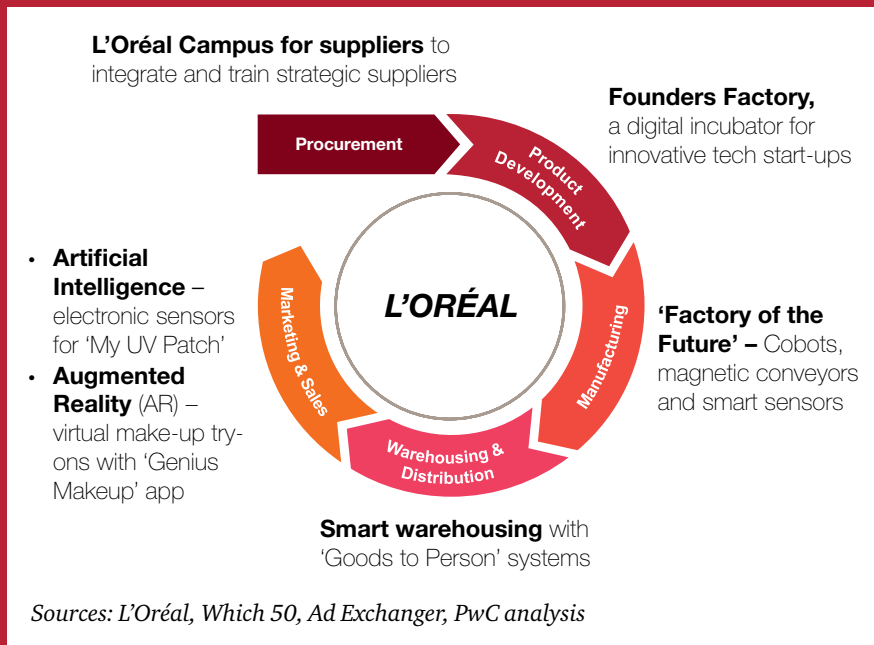 L’Oréal Campus for suppliers to
integrate and train strategic suppliers
Procurement
Product
Development
Founders Factory,
a digital incubator for
innovative tech start-ups
Manufacturing
‘Factory of the
Future’ – Cobots,
magnetic conveyors
and smart sensors
Warehousing &
Distribution
Smart warehousing with
‘Goods to Person’ systems
Marketing & Sales
• Artificial
Intelligence –
electronic sensors
for ‘My UV Patch’
• Augmented
Reality (AR) –
virtual make-up try-
ons with ‘Genius
Makeup’ app
L’ORÉAL
Sources: L’Oréal, Which 50, Ad Exchanger, PwC analysis